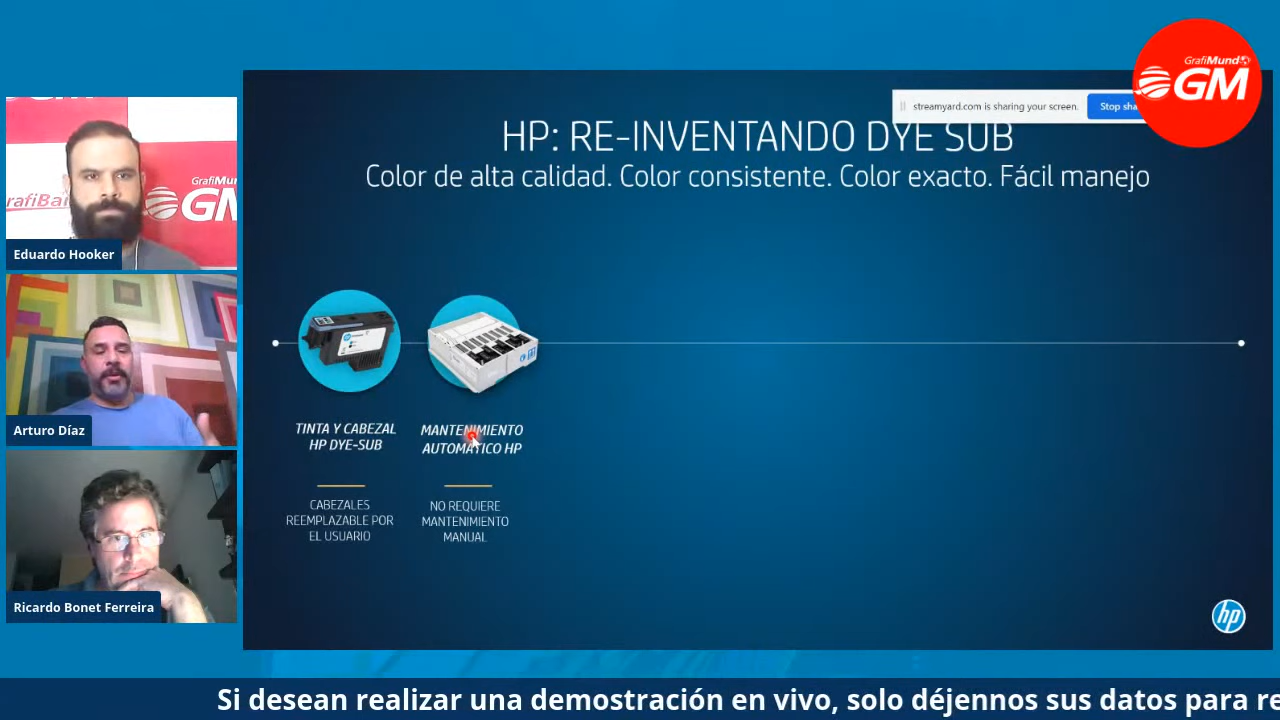 GrafiMundo
GM
streamyard.com is sharing your screen.
Stop sha
HP: RE-INVENTANDO DYE SUB
Color de alta calidad. Color consistente. Color exacto. Fácil manejo
GrafiMun
GM
rafiBa
Eduardo Hooker
Arturo Díaz
Ricardo Bonet Ferreira
TINTA Y CABEZAL
HP DYE-SUB
CABEZALES
REEMPLAZABLE POR
EL USUARIO
MANTENIMIENTO
AUTOMÁTICO HP
NO REQUIERE
MANTENIMIENTO
MANUAL
hp
Si desean realizar una demostración en vivo, solo déjennos sus datos para re